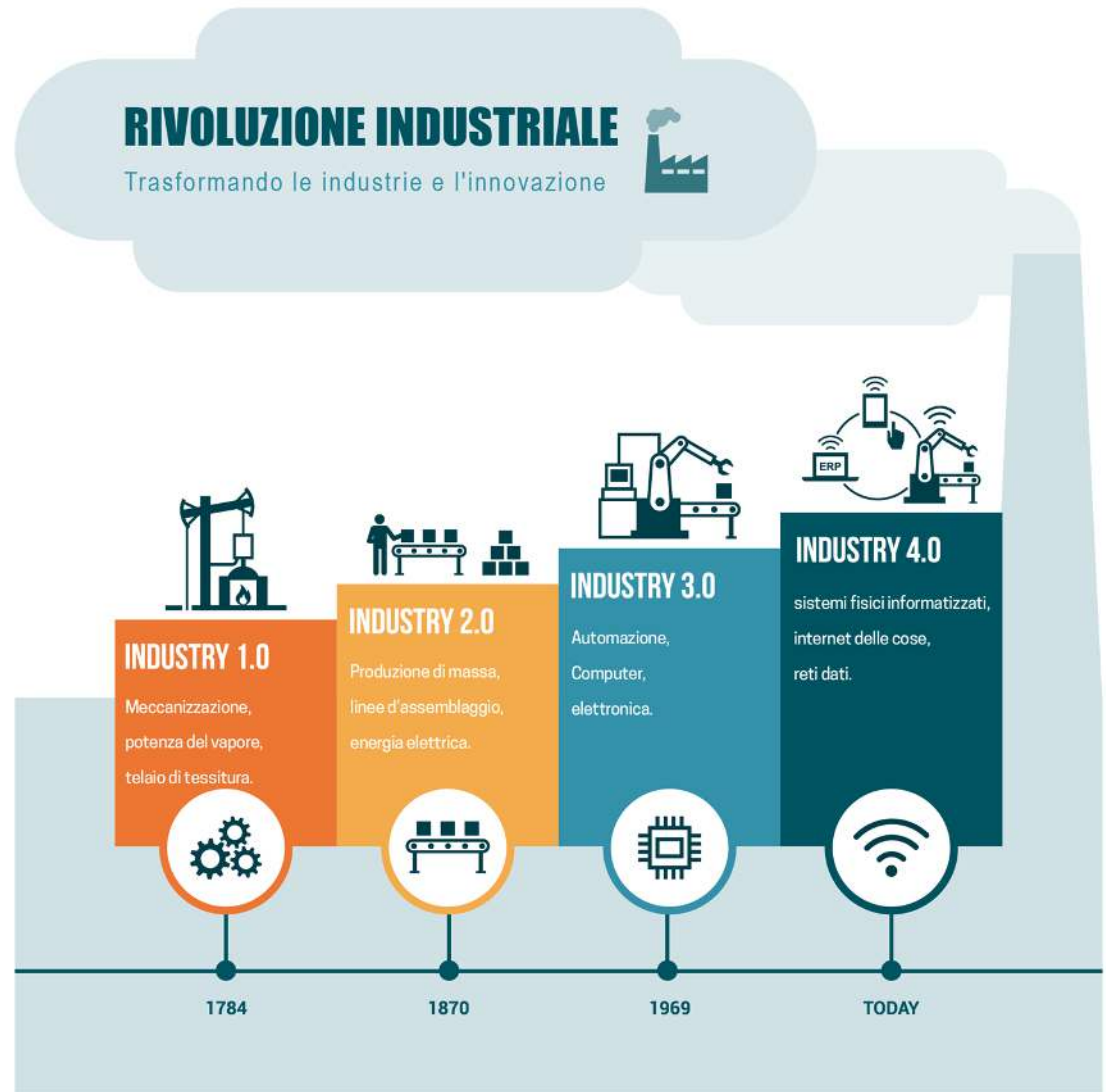 RIVOLUZIONE INDUSTRIALE
Trasformando le industrie e l'innovazione
ERP
INDUSTRY 1.0
Meccanizzazione,
potenza del vapore,
telaio di tessitura.
INDUSTRY 2.0
Produzione di massa,
linee d'assemblaggio,
energia elettrica.
INDUSTRY 3.0
Automazione,
Computer,
elettronica.
INDUSTRY 4.0
sistemi fisici informatizzati,
internet delle cose,
reti dati.
1784
1870
1969
TODAY